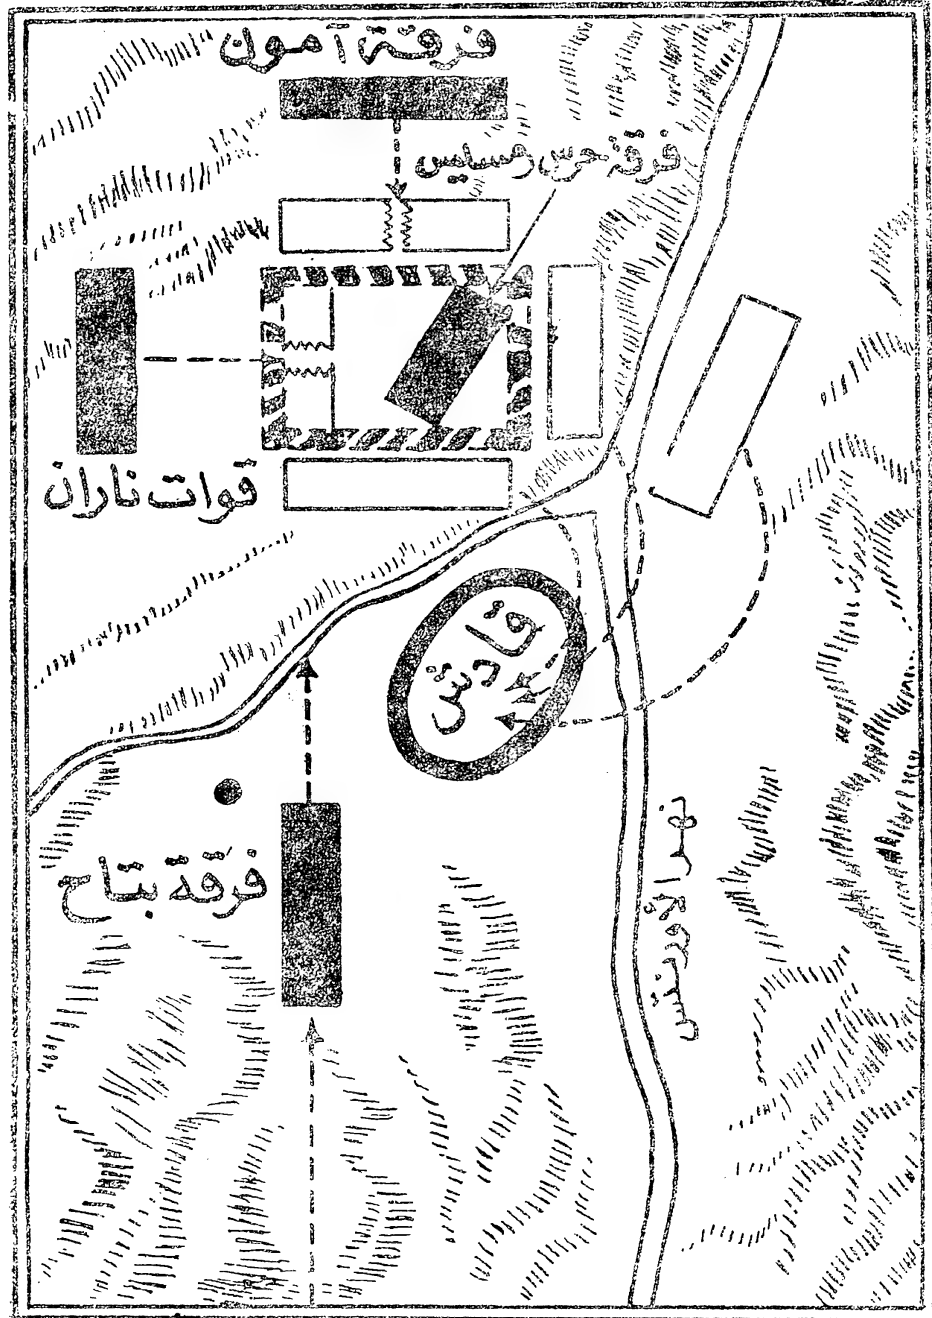 فرقة آمون
فرقة حرس رمسيس
قوات ناران
قادش
فرقة بتاح
نهر الأورنتس